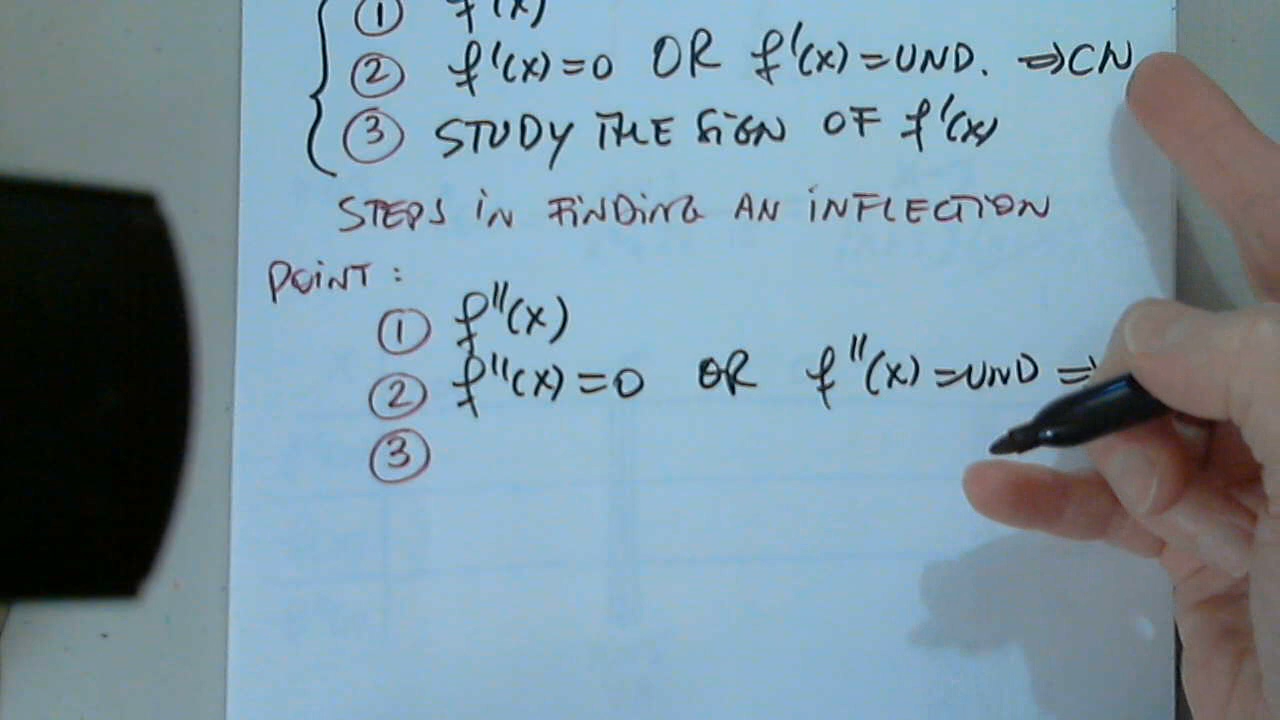 ① f'(x)
② f'(x)=0 OR f'(x)=UND. ⇒CN
③ STUDY THE SIGN OF f'(x)
STEPS IN FINDING AN INFLECTION
POINT:
① f''(x)
② f''(x)=0 OR f''(x)=UND ⇒
③